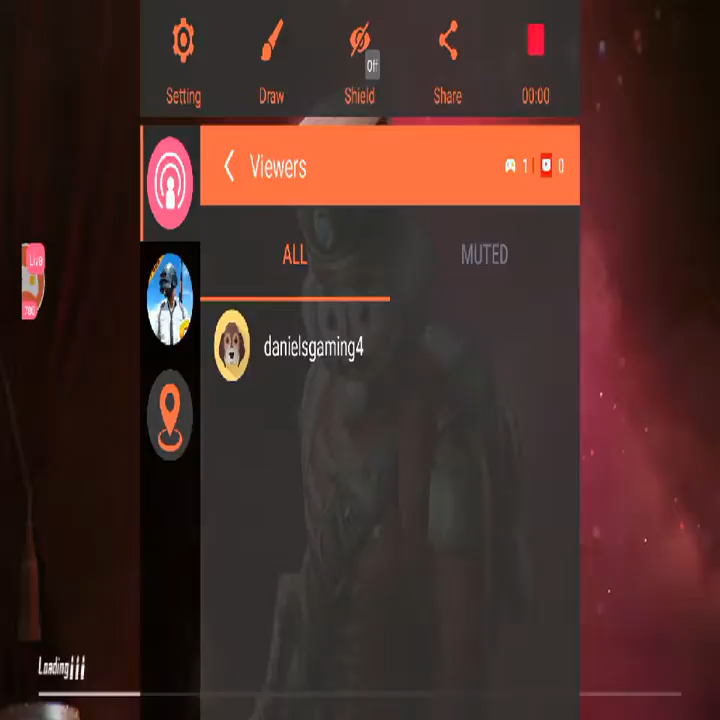 Off
Setting Draw Shield Share 00:00
Viewers 1 0
Live
ALL MUTED
danielsgaming4
Loading